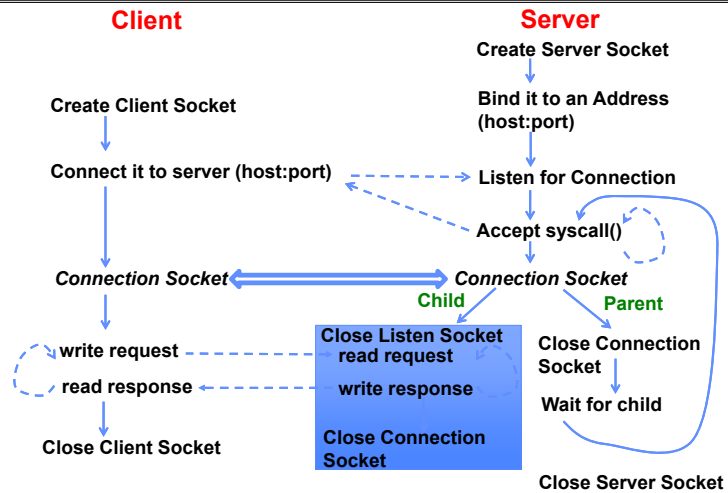 Client
Server
Create Server Socket
Create Client Socket
Bind it to an Address
(host:port)
Connect it to server (host:port)
Listen for Connection
Accept syscall()
Connection Socket
Connection Socket
Child
Parent
Close Listen Socket
write request
read request
read response
write response
Close Client Socket
Close Connection
Socket
Close Connection
Socket
Wait for child
Close Server Socket